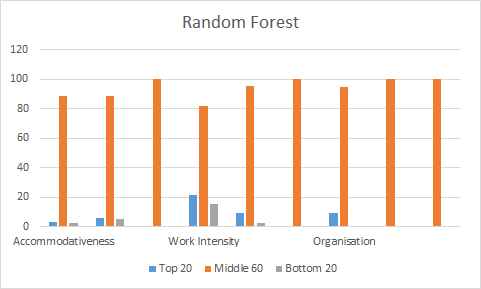 Random Forest
120
100
80
60
40
20
0
Accommodativeness Work Intensity Organisation
Top 20 Middle 60 Bottom 20